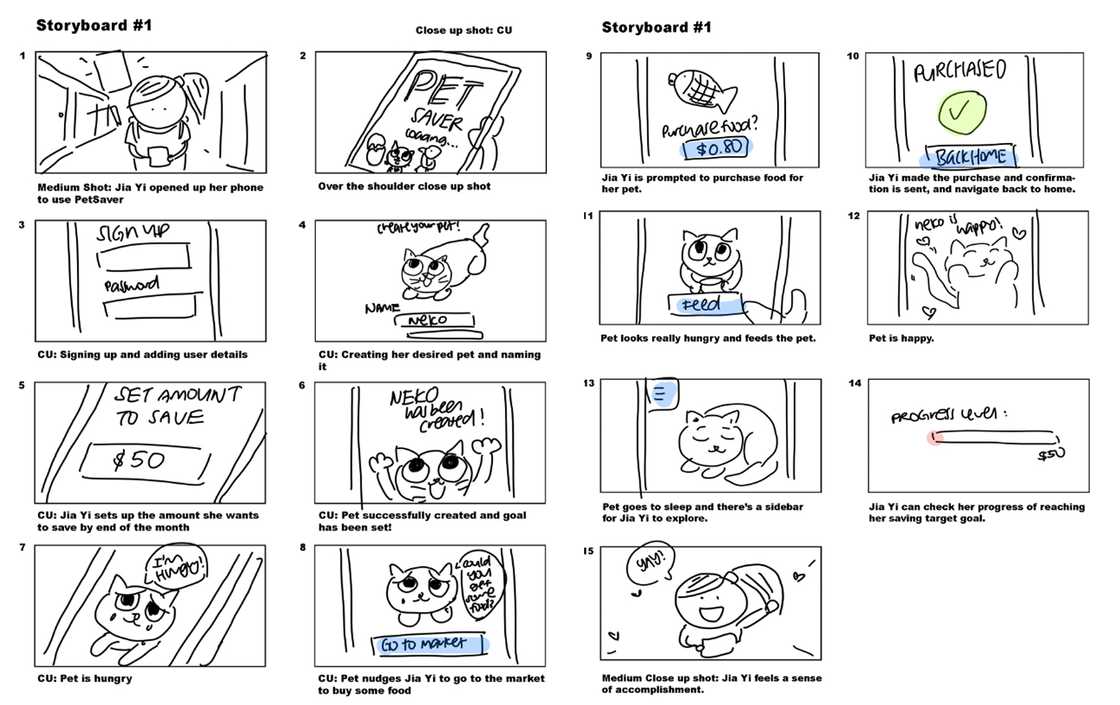 Storyboard #1
Close up shot: CU
1
Medium Shot: Jia Yi opened up her phone
to use PetSaver
2
PET
SAVER
loading...
Over the shoulder close up shot
3
SIGN UP
Password
CU: Signing up and adding user details
4
create your pet!
NAME
NEKO
CU: Creating her desired pet and naming
it
5
SET AMOUNT
TO SAVE
$50
CU: Jia Yi sets up the amount she wants
to save by end of the month
6
NEKO
has been
created!
CU: Pet successfully created and goal
has been set!
7
I'm
HUNGRY!
CU: Pet is hungry
8
could
you
get
some
food?
GO TO MARKET
CU: Pet nudges Jia Yi to go to the market
to buy some food
Storyboard #1
9
Purchase food?
$0.80
Jia Yi is prompted to purchase food for
her pet.
10
PURCHASED
BACK HOME
Jia Yi made the purchase and confirma-
tion is sent, and navigate back to home.
11
FEED
Pet looks really hungry and feeds the pet.
12
neko is
happy!
Pet is happy.
13
Pet goes to sleep and there's a sidebar
for Jia Yi to explore.
14
PROGRESS LEVEL:
$50
Jia Yi can check her progress of reaching
her saving target goal.
15
YAY!
Medium Close up shot: Jia Yi feels a sense
of accomplishment.